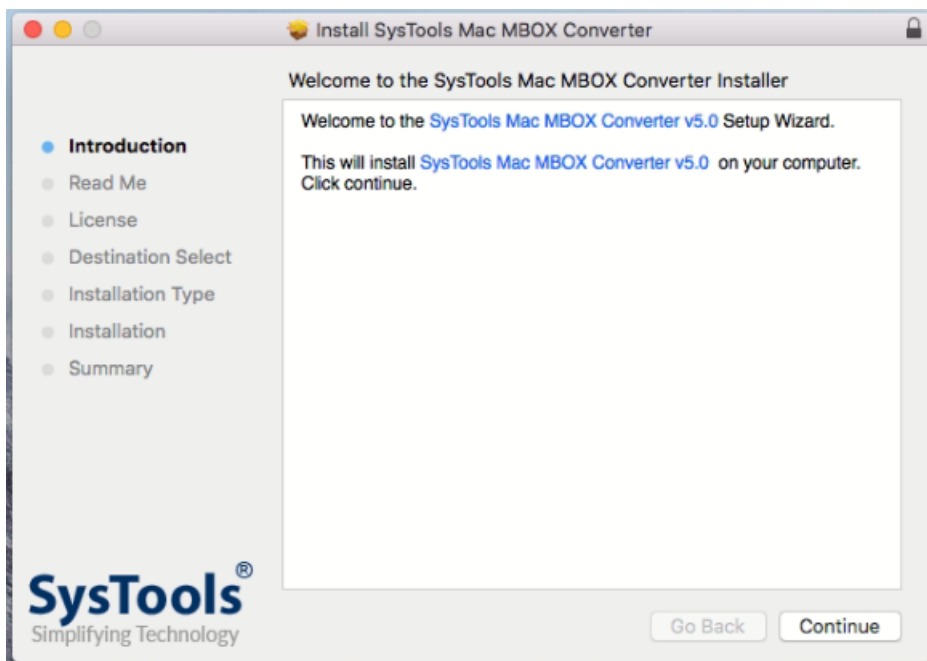 Install SysTools Mac MBOX Converter
Welcome to the SysTools Mac MBOX Converter Installer
Introduction
Read Me
License
Destination Select
Installation Type
Installation
Summary
Welcome to the SysTools Mac MBOX Converter v5.0 Setup Wizard.
This will install SysTools Mac MBOX Converter v5.0 on your computer.
Click continue.
SysTools®
Simplifying Technology
Go Back
Continue